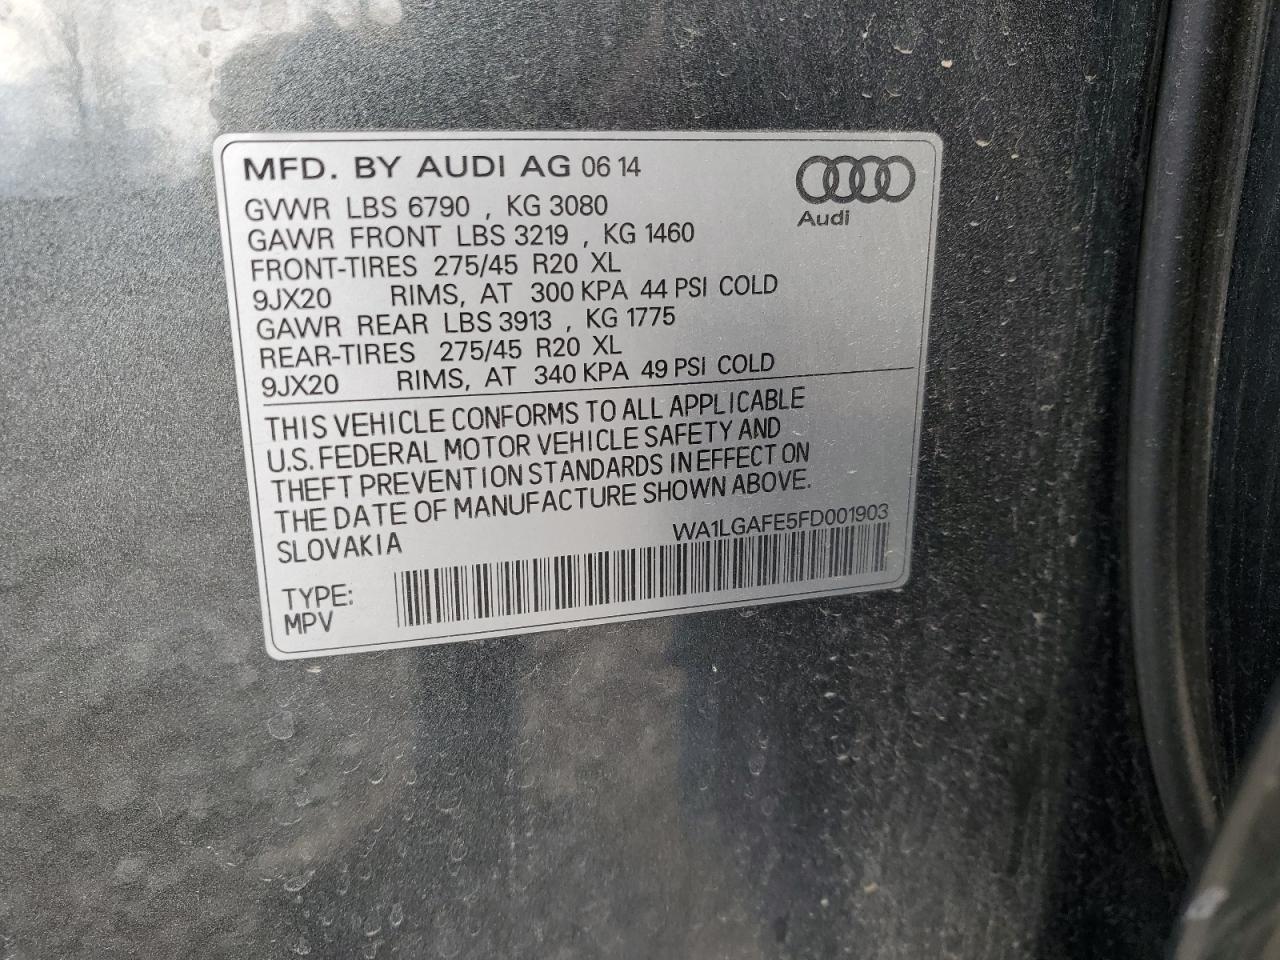 MFD. BY AUDI AG 06 14
Audi
GVWR LBS 6790 , KG 3080
GAWR FRONT LBS 3219 , KG 1460
FRONT-TIRES 275/45 R20 XL
9JX20 RIMS, AT 300 KPA 44 PSI COLD
GAWR REAR LBS 3913 , KG 1775
REAR-TIRES 275/45 R20 XL
9JX20 RIMS, AT 340 KPA 49 PSI COLD
THIS VEHICLE CONFORMS TO ALL APPLICABLE
U.S. FEDERAL MOTOR VEHICLE SAFETY AND
THEFT PREVENTION STANDARDS IN EFFECT ON
THE DATE OF MANUFACTURE SHOWN ABOVE.
SLOVAKIA WA1LGAFE5FD001903
TYPE:
MPV